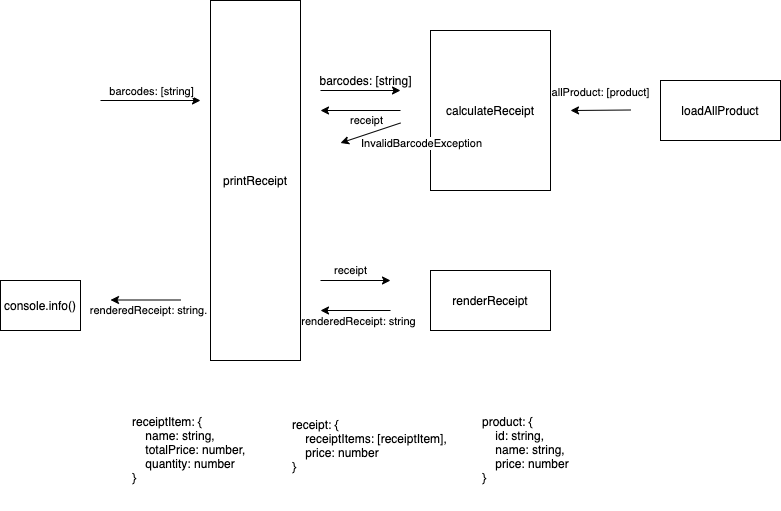 barcodes: [string]
barcodes: [string]
allProduct: [product]
calculateReceipt
loadAllProduct
receipt
InvalidBarcodeException
printReceipt
receipt
console.info()
renderReceipt
renderedReceipt: string.
renderedReceipt: string
receiptItem: {
name: string,
totalPrice: number,
quantity: number
}
receipt: {
receiptItems: [receiptItem],
price: number
}
product: {
id: string,
name: string,
price: number
}